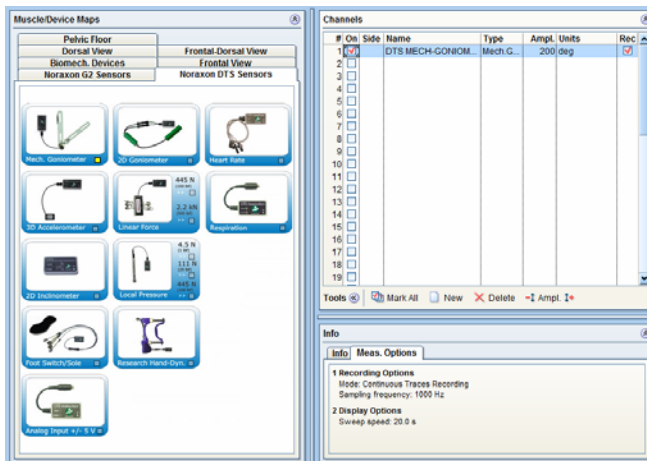 Muscle/Device Maps
Pelvic Floor
Dorsal View
Frontal-Dorsal View
Biomech. Devices
Frontal View
Noraxon G2 Sensors
Noraxon DTS Sensors
Mech. Goniometer
2D Goniometer
Heart Rate
3D Accelerometer
Linear Force
445 N
2.2 kN
Respiration
2D Inclinometer
Local Pressure
4.5 N
111 N
445 N
Foot Switch/Sole
Research Hand-Dyn.
Analog Input +/- 5 V
Channels
# On Side Name Type Ampl. Units Rec
1 DTS MECH-GONIOM... Mech.G... 200 deg
2
3
4
5
6
7
8
9
10
11
12
13
14
15
16
17
18
19
Tools Mark All New Delete Ampl.
Info
Info Meas. Options
1 Recording Options
Mode: Continuous Traces Recording
Sampling frequency: 1000 Hz
2 Display Options
Sweep speed: 20.0 s